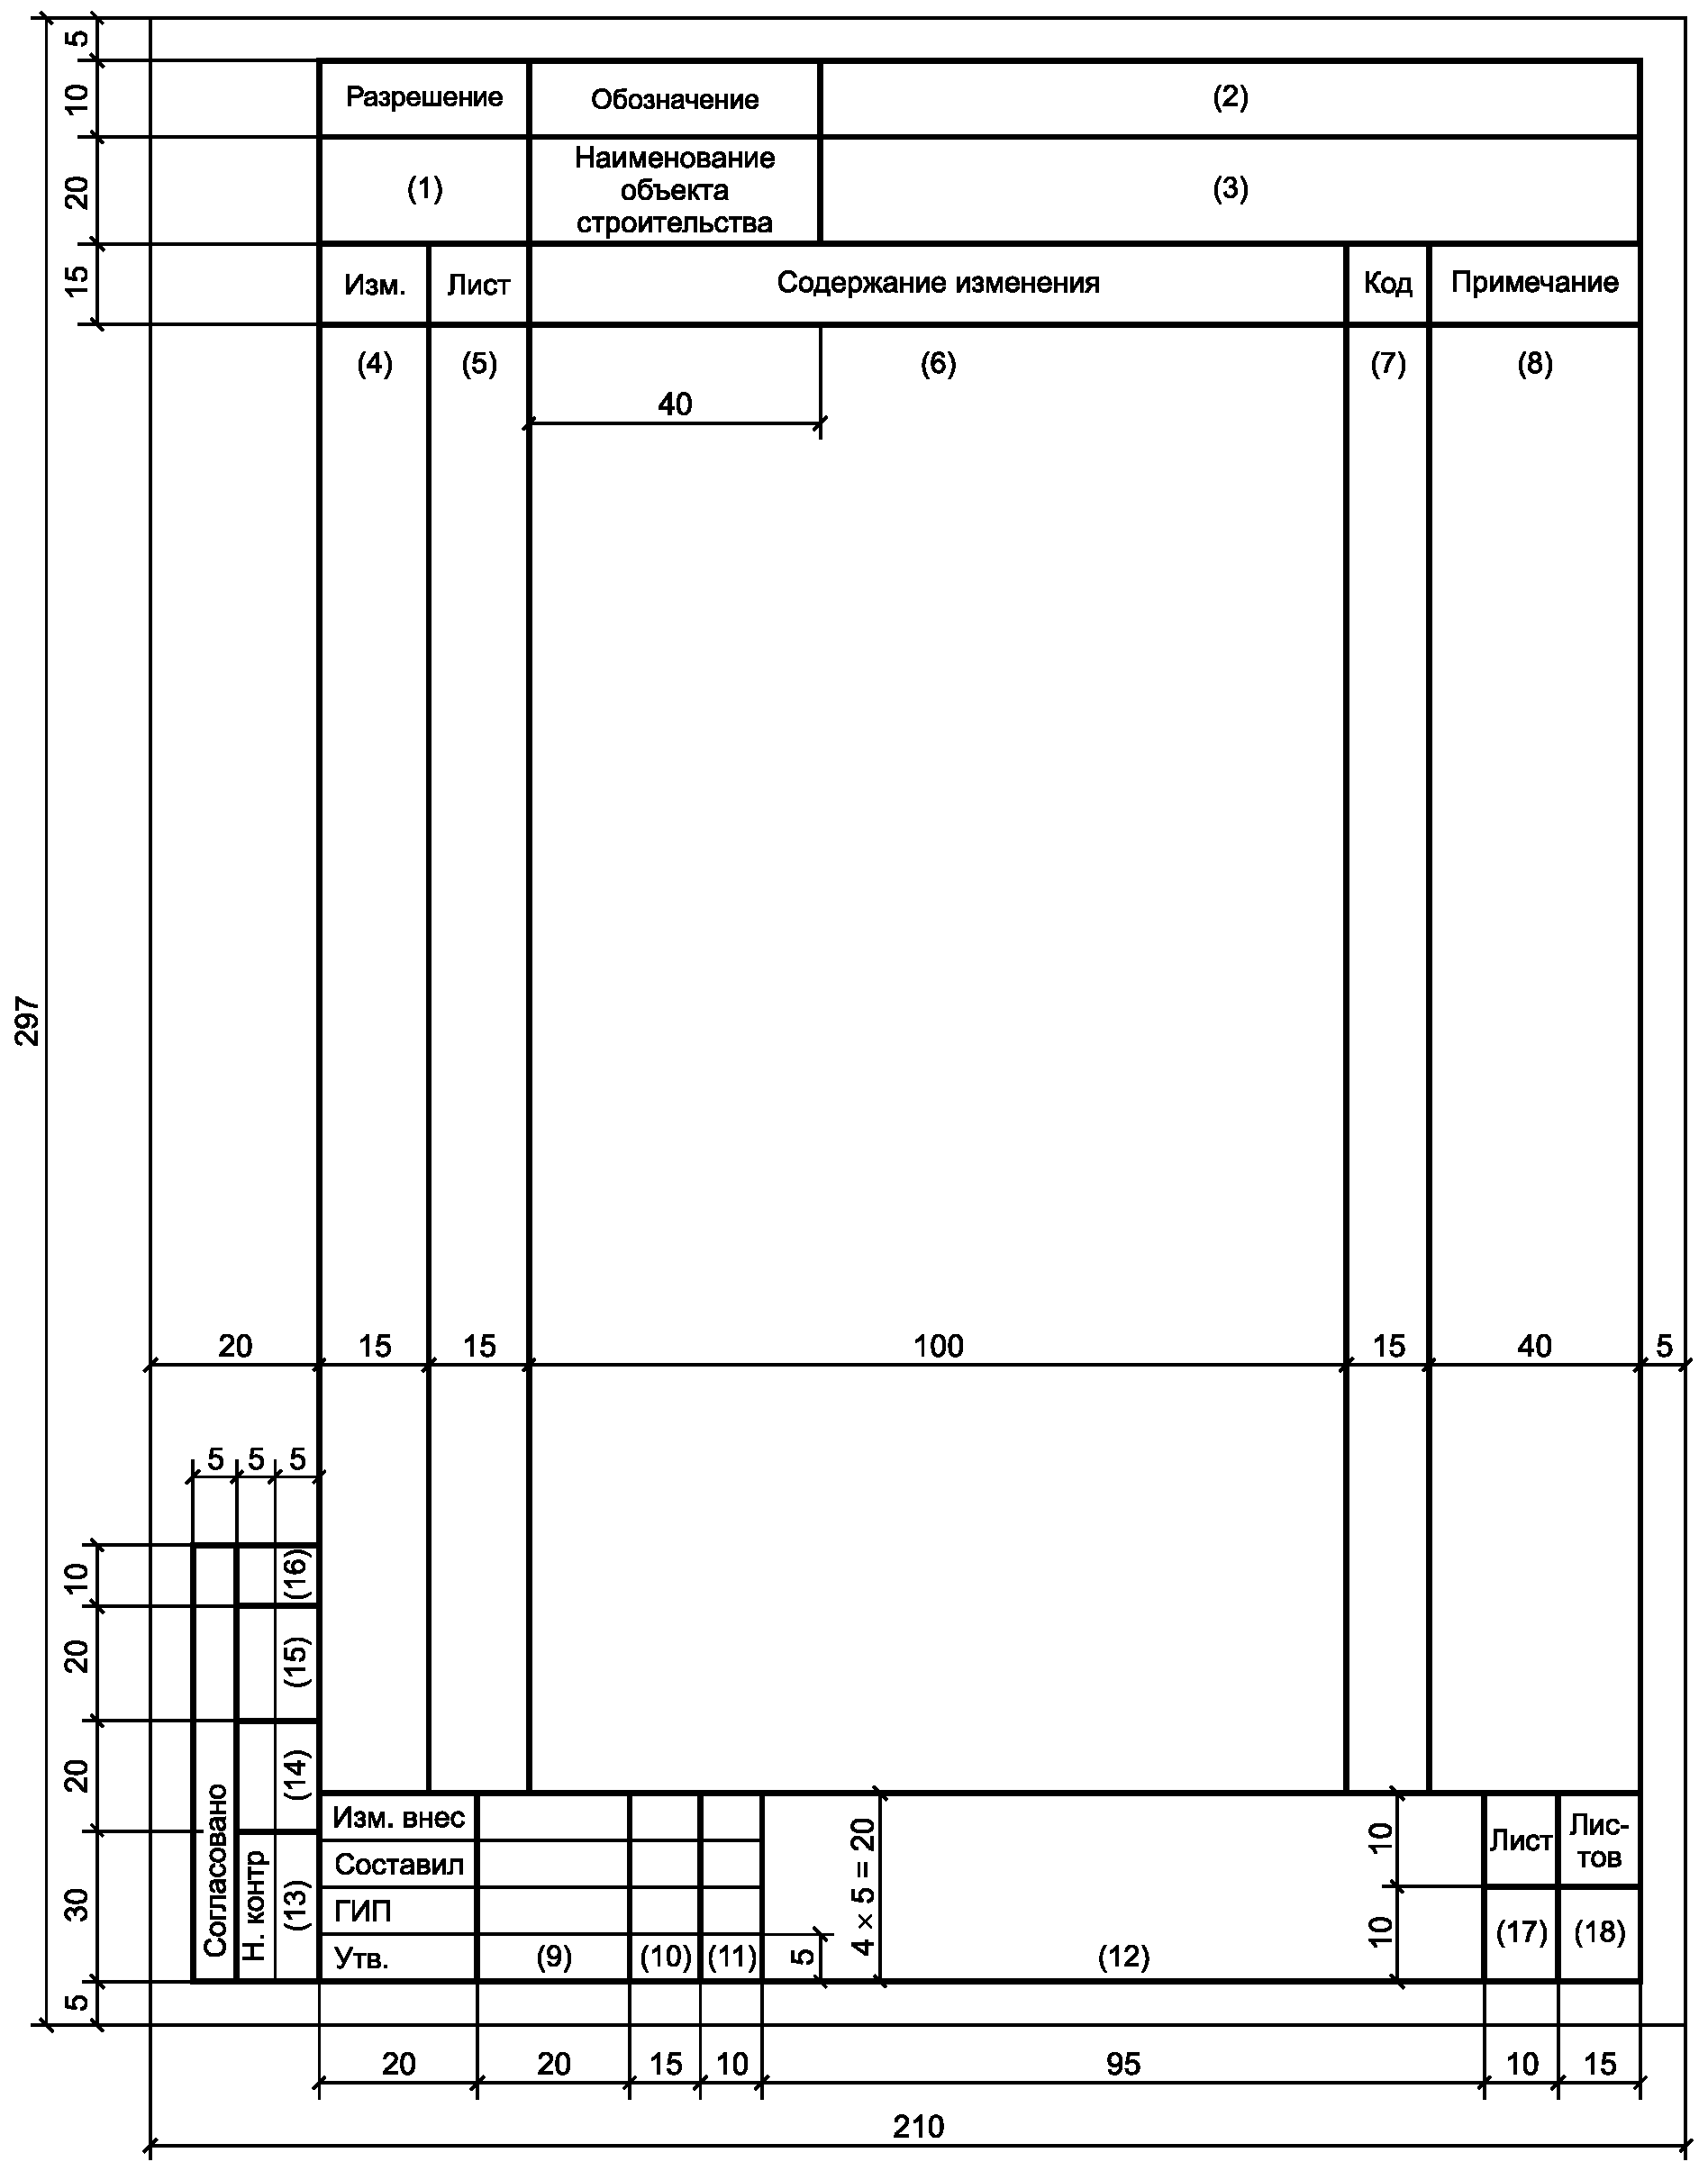 5
10
Разрешение
Обозначение
(2)
20
(1)
Наименование
объекта
строительства
(3)
15
Изм.
Лист
Содержание изменения
Код
Примечание
(4)
(5)
(6)
(7)
(8)
40
297
20
15
15
100
15
40
5
5
5
5
10
(16)
20
(15)
20
(14)
30
Согласовано
Н. контр
(13)
Изм. внес
Составил
ГИП
Утв.
(9)
(10)
(11)
5
4 × 5 = 20
(12)
10
10
Лист
Лис-
тов
(17)
(18)
5
20
20
15
10
95
10
15
210